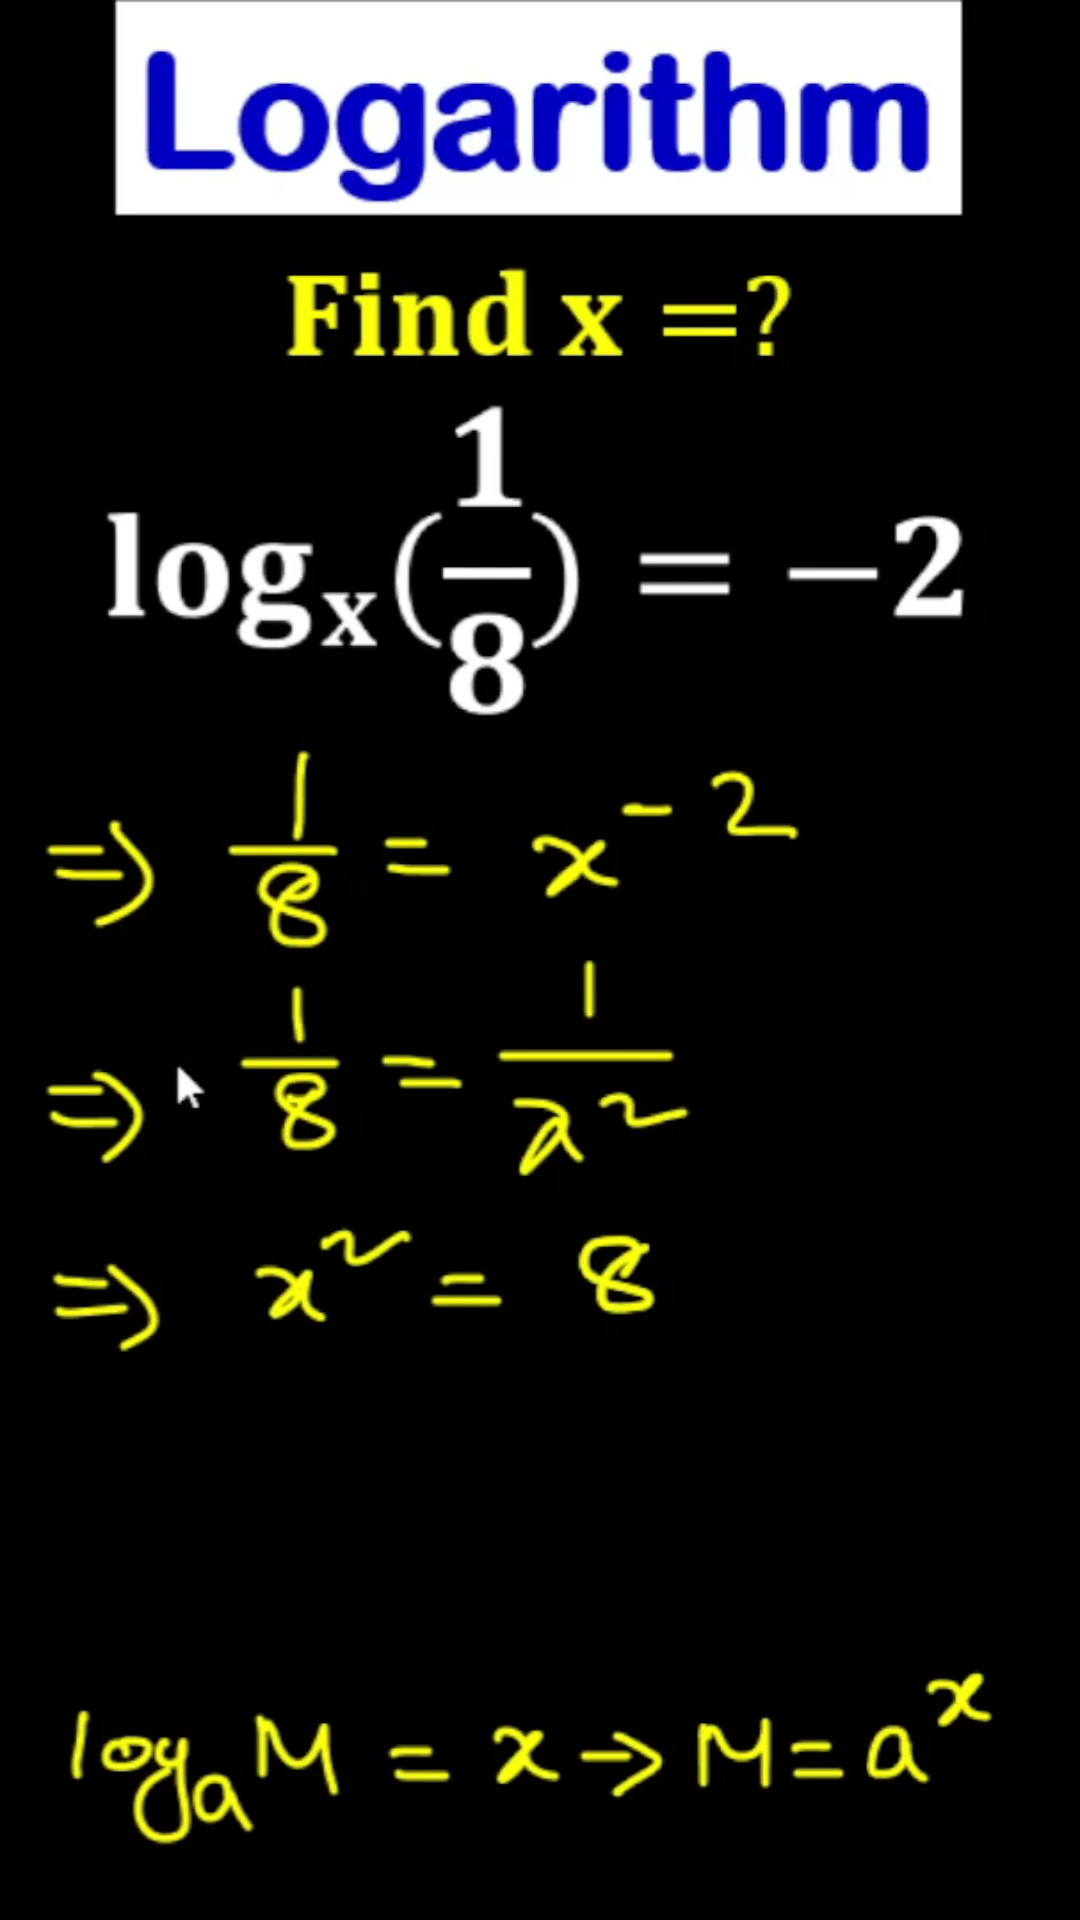 Logarithm
Find x =?
logₓ(1/8) = −2
⇒ 1/8 = x⁻²
⇒ 1/8 = 1/x²
⇒ x² = 8
logₐM = x → M = aˣ